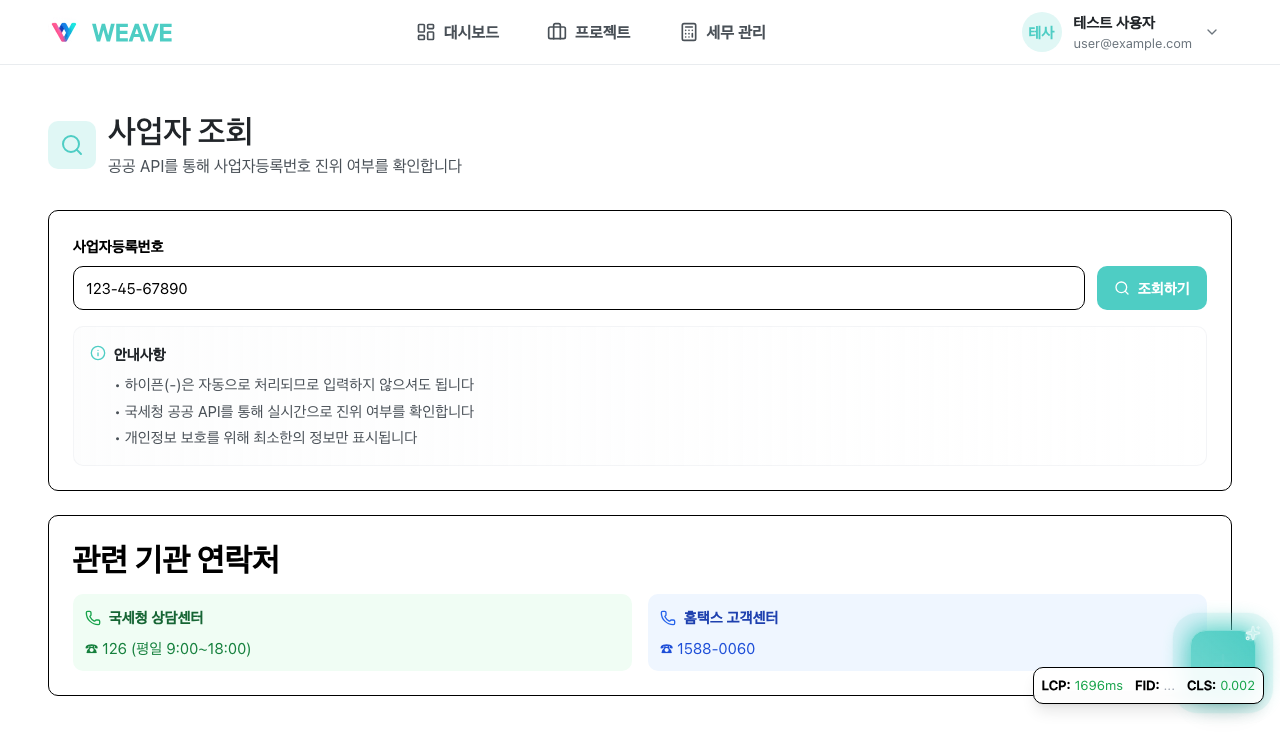 WEAVE
대시보드
프로젝트
세무 관리
테사
테스트 사용자
user@example.com
사업자 조회
공공 API를 통해 사업자등록번호 진위 여부를 확인합니다
사업자등록번호
123-45-67890
조회하기
안내사항
• 하이픈(-)은 자동으로 처리되므로 입력하지 않으셔도 됩니다
• 국세청 공공 API를 통해 실시간으로 진위 여부를 확인합니다
• 개인정보 보호를 위해 최소한의 정보만 표시됩니다
관련 기관 연락처
국세청 상담센터
☎ 126 (평일 9:00~18:00)
홈택스 고객센터
☎ 1588-0060
LCP: 1696ms FID: ... CLS: 0.002